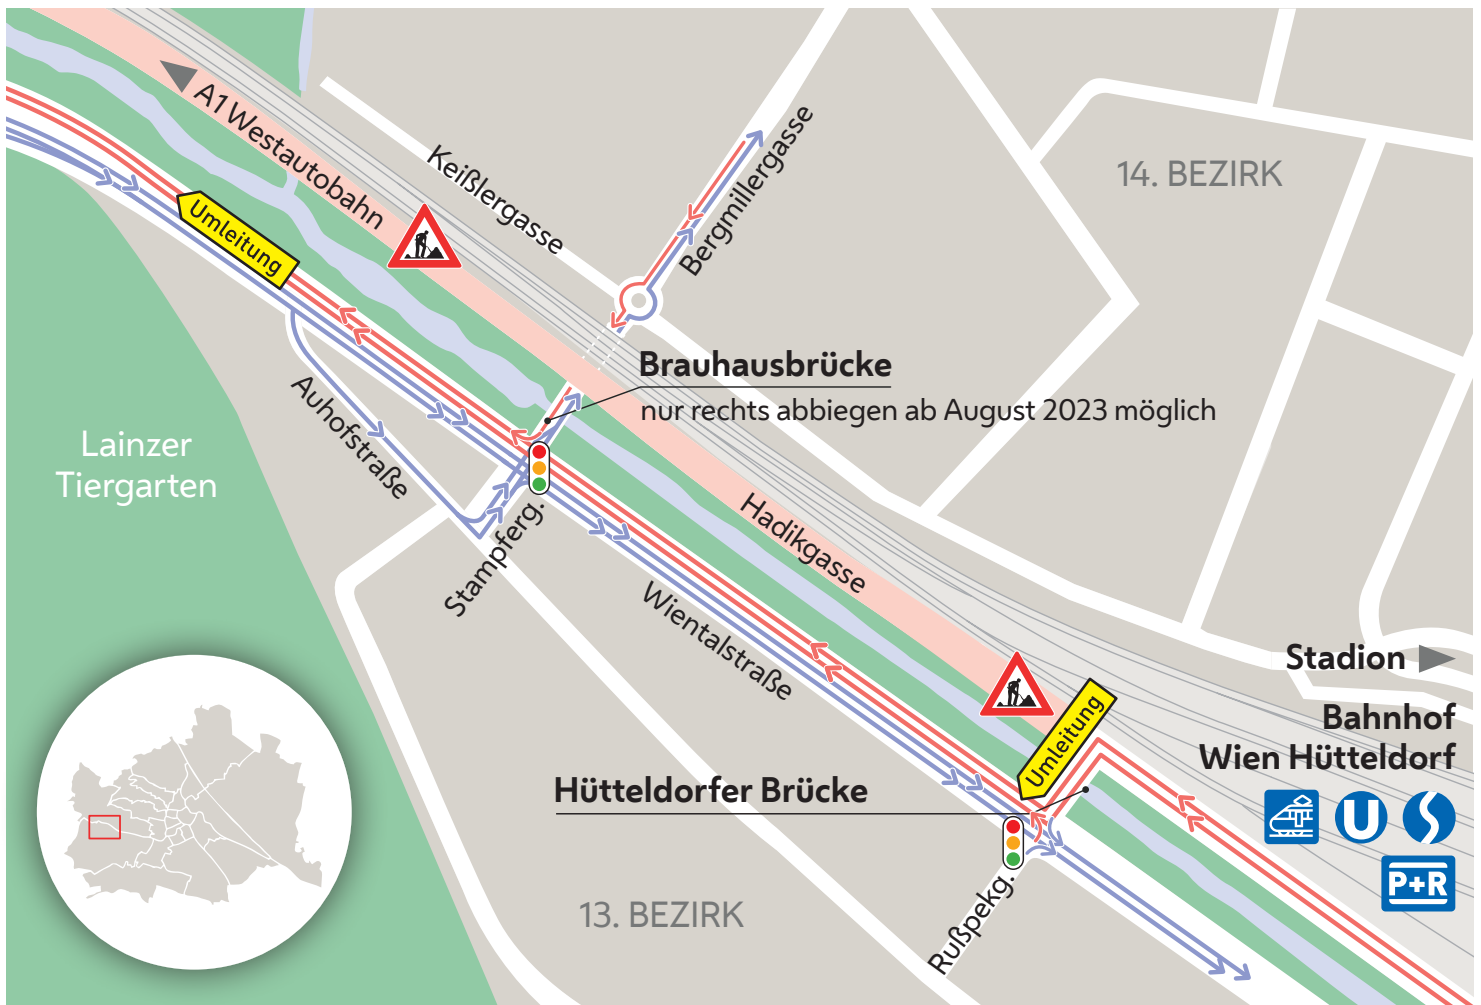 A1 Westautobahn
Keißlergasse
Bergmillergasse
14. BEZIRK
Umleitung
Brauhausbrücke
nur rechts abbiegen ab August 2023 möglich
Auhofstraße
Lainzer
Tiergarten
Stampferg.
Hadikgasse
Wientalstraße
Stadion
Bahnhof
Wien Hütteldorf
Umleitung
Hütteldorfer Brücke
U
P+R
Rußpekg.
13. BEZIRK